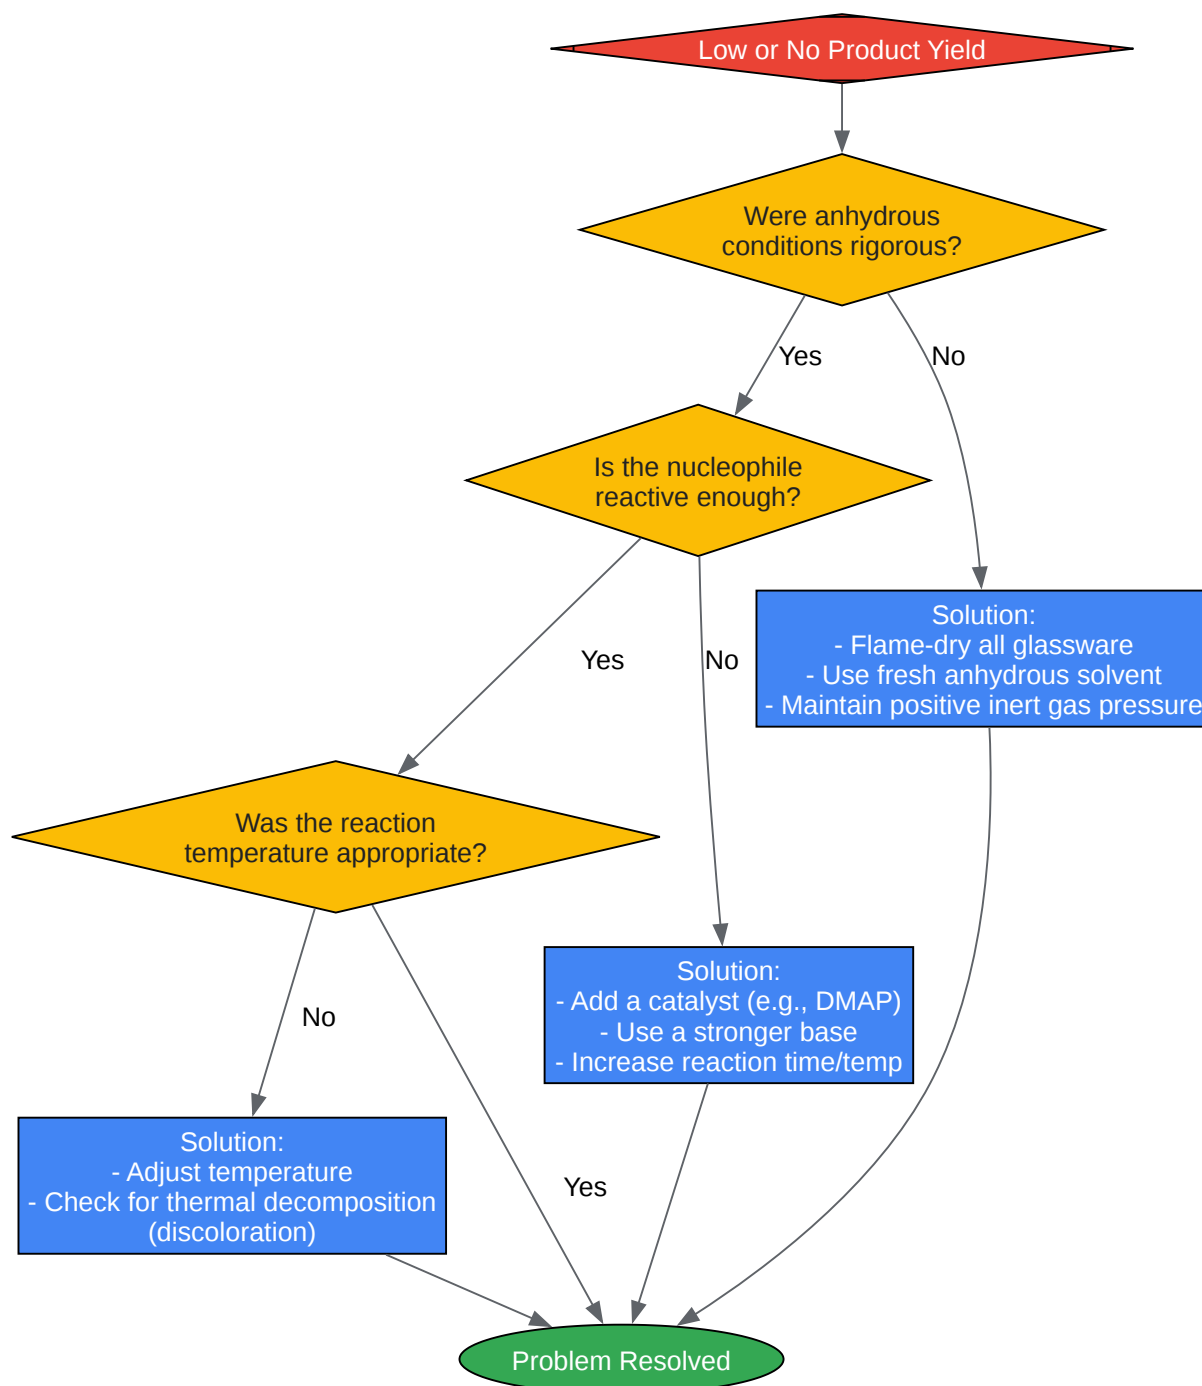 Low or No Product Yield
Were anhydrous
conditions rigorous?
Yes
No
Is the nucleophile
reactive enough?
Solution:
- Flame-dry all glassware
- Use fresh anhydrous solvent
- Maintain positive inert gas pressure
Yes
No
Was the reaction
temperature appropriate?
Solution:
- Add a catalyst (e.g., DMAP)
- Use a stronger base
- Increase reaction time/temp
No
Yes
Solution:
- Adjust temperature
- Check for thermal decomposition
(discoloration)
Problem Resolved